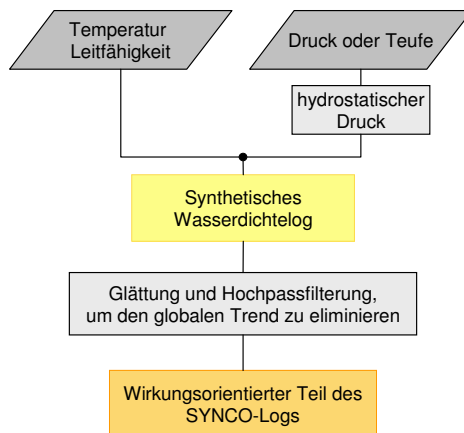 Temperatur
Leitfähigkeit
Druck oder Teufe
hydrostatischer
Druck
Synthetisches
Wasserdichtelog
Glättung und Hochpassfilterung,
um den globalen Trend zu eliminieren
Wirkungsorientierter Teil des
SYNCO-Logs